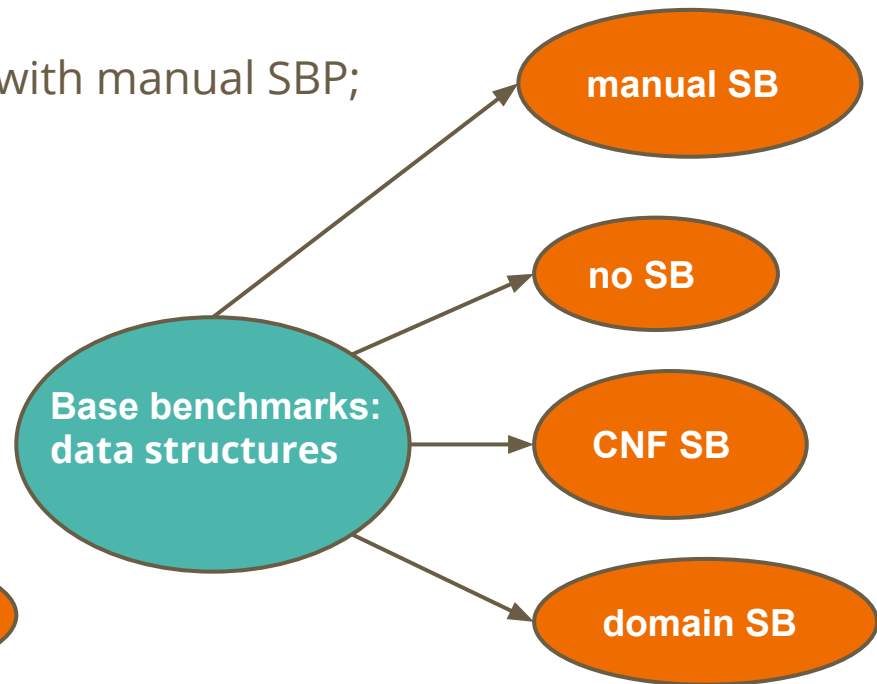 with manual SBP;
manual SB
no SB
Base benchmarks:
data structures
CNF SB
domain SB